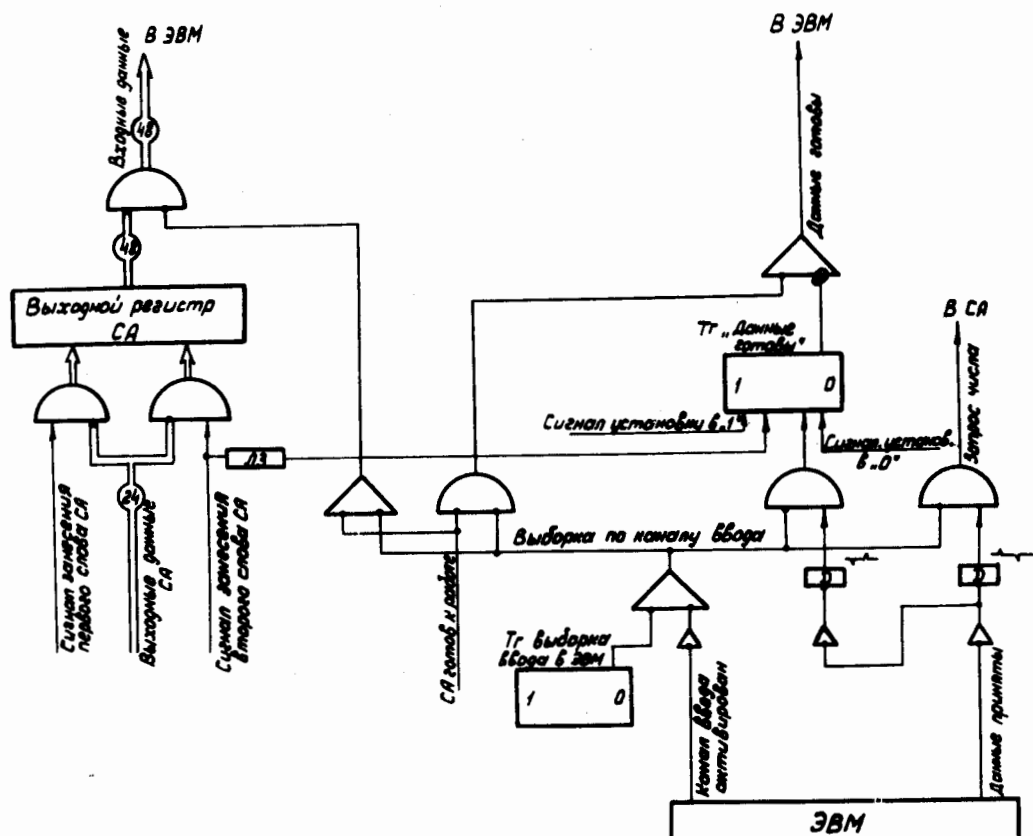 В ЭВМ
Входные данные
48
48
Выходной регистр
СА
Сигнал занесения
первого слова СА
24
Выходные данные
СА
Сигнал занесения
второго слова СА
ЛЗ
СА готов к работе
В ЭВМ
Данные готовы
Тг „Данные
готовы"
1
0
Сигнал установки в „1"
Сигнал установ.
в „0"
В СА
Запрос числа
Выборка по каналу ввода
D
D
Тг выборка
ввода в ЭВМ
1
0
Канал ввода
активирован
Данные приняты
ЭВМ